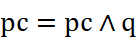 pc = pc ∧ q